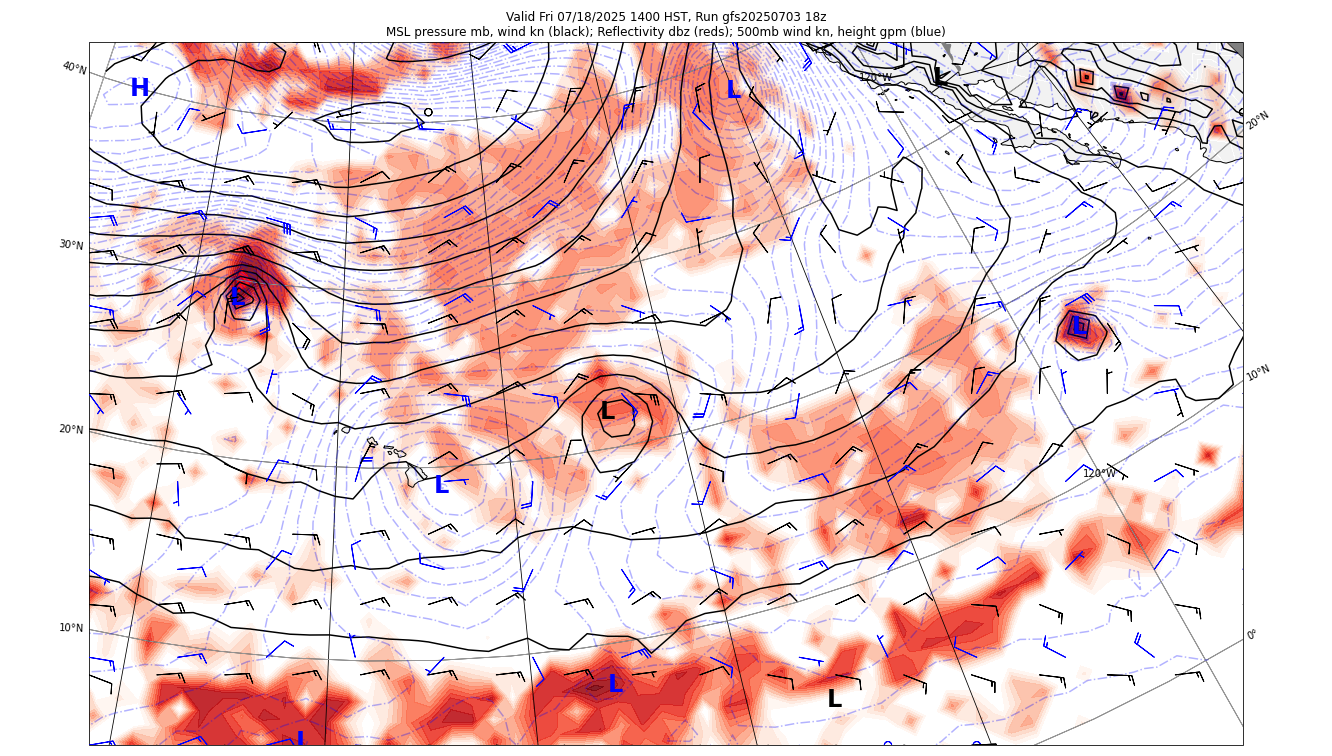 Valid Fri 07/18/2025 1400 HST, Run gfs20250703 18z
MSL pressure mb, wind kn (black); Reflectivity dbz (reds); 500mb wind kn, height gpm (blue)
40°N
H
L
120°W
L
20°N
30°N
L
L
10°N
L
20°N
L
120°W
10°N
0°
L
L
L